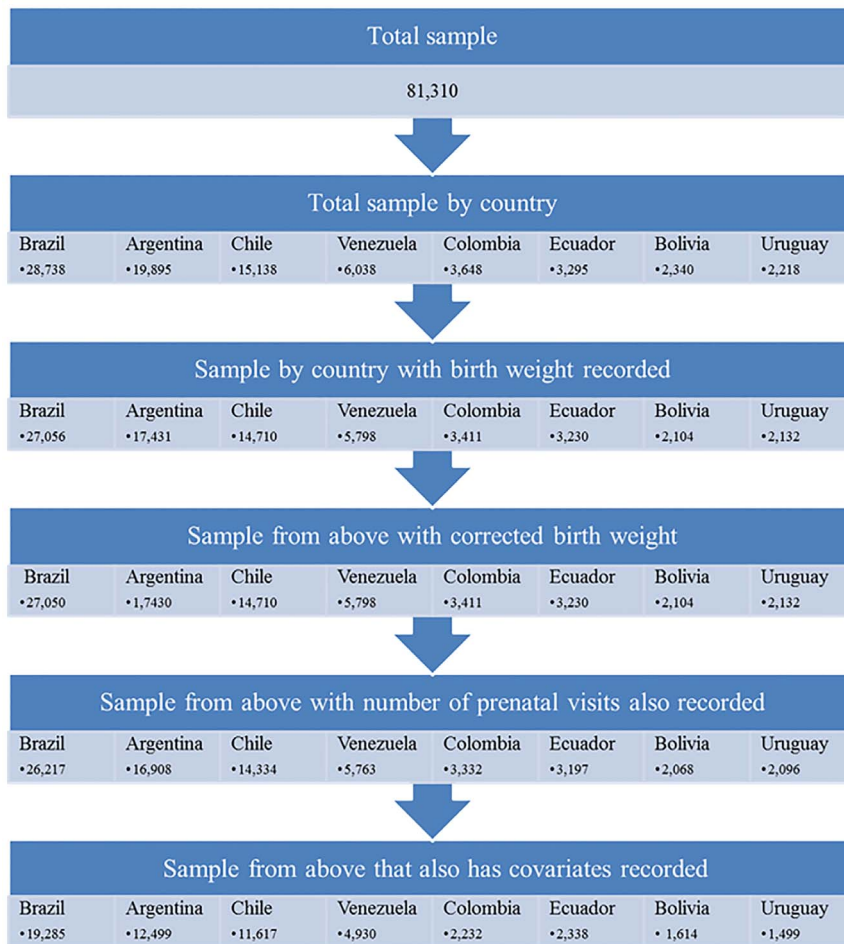 Total sample
81,310
Total sample by country
Brazil Argentina Chile Venezuela Colombia Ecuador Bolivia Uruguay
•28,738 •19,895 •15,138 •6,038 •3,648 •3,295 •2,340 •2,218
Sample by country with birth weight recorded
Brazil Argentina Chile Venezuela Colombia Ecuador Bolivia Uruguay
•27,056 •17,431 •14,710 •5,798 •3,411 •3,230 •2,104 •2,132
Sample from above with corrected birth weight
Brazil Argentina Chile Venezuela Colombia Ecuador Bolivia Uruguay
•27,050 •1,7430 •14,710 •5,798 •3,411 •3,230 •2,104 •2,132
Sample from above with number of prenatal visits also recorded
Brazil Argentina Chile Venezuela Colombia Ecuador Bolivia Uruguay
•26,217 •16,908 •14,334 •5,763 •3,332 •3,197 •2,068 •2,096
Sample from above that also has covariates recorded
Brazil Argentina Chile Venezuela Colombia Ecuador Bolivia Uruguay
•19,285 •12,499 •11,617 •4,930 •2,232 •2,338 • 1,614 •1,499